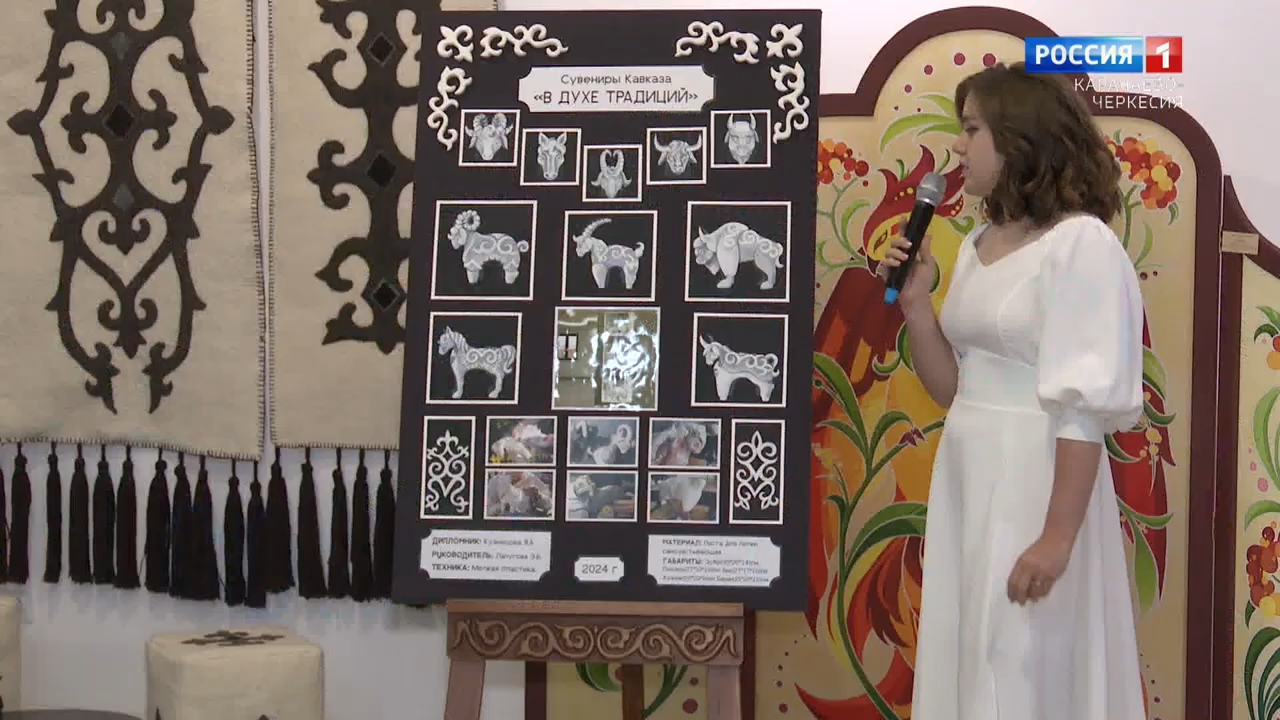 РОССИЯ 1
КАРАЧАЕВО-
ЧЕРКЕСИЯ
Сувениры Кавказа
«В ДУХЕ ТРАДИЦИЙ»
ДИПЛОМНИК:
РУКОВОДИТЕЛЬ:
ТЕХНИКА: Мелкая пластика.
2024 г
МАТЕРИАЛ: Паста для лепки
самозатвердевающая
ГАБАРИТЫ: